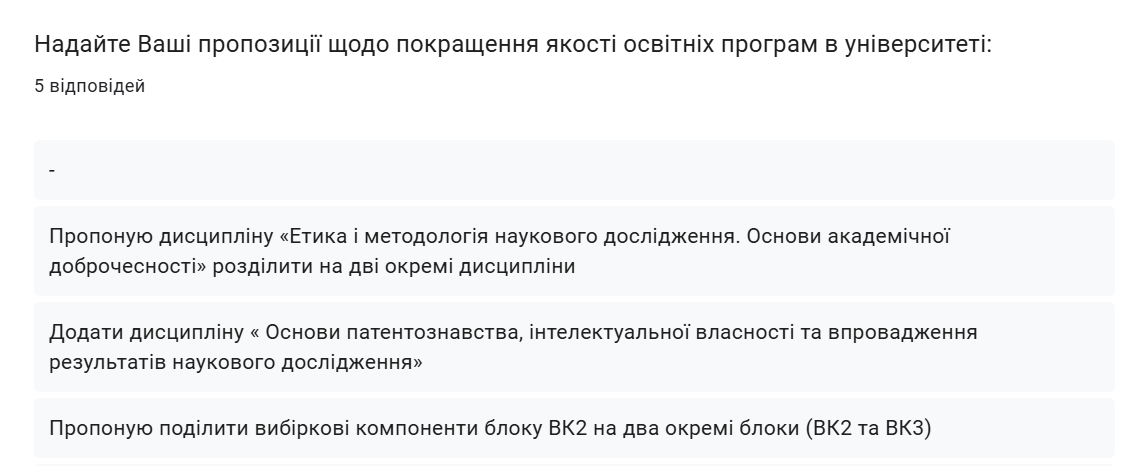 Надайте Ваші пропозиції щодо покращення якості освітніх програм в університеті:
5 відповідей
-
Пропоную дисципліну «Етика і методологія наукового дослідження. Основи академічної
доброчесності» розділити на дві окремі дисципліни
Додати дисципліну « Основи патентознавства, інтелектуальної власності та впровадження
результатів наукового дослідження»
Пропоную поділити вибіркові компоненти блоку ВК2 на два окремі блоки (ВК2 та ВК3)